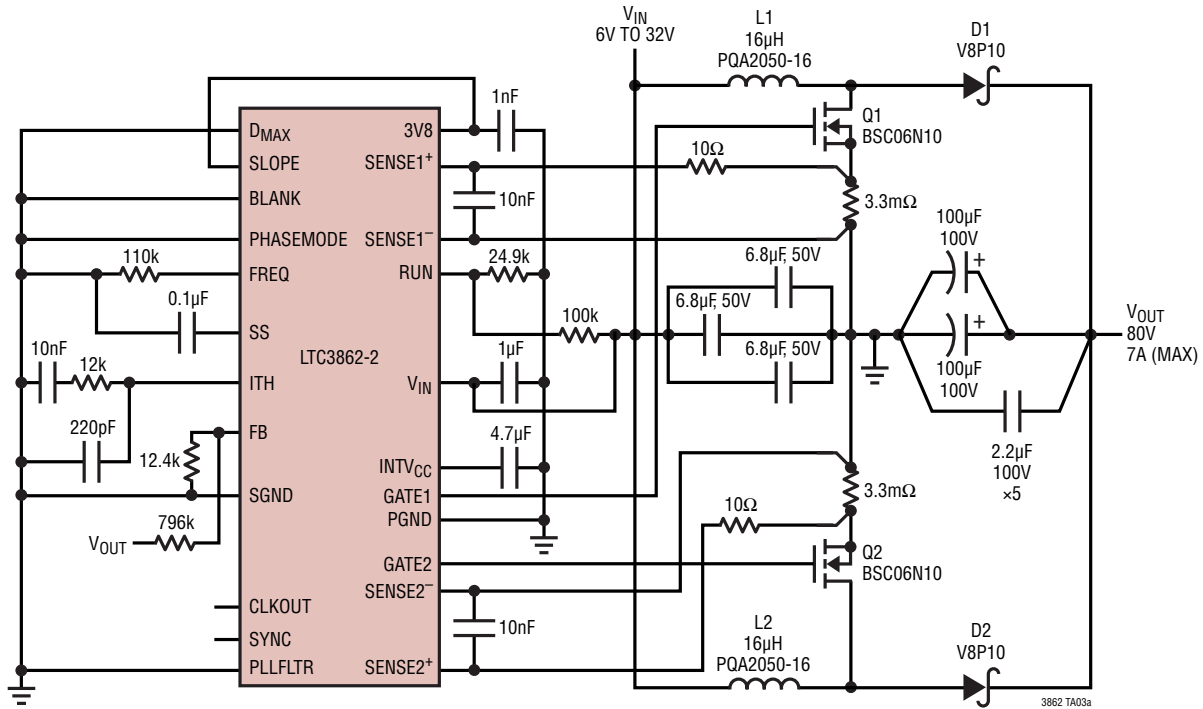 VIN
6V TO 32V
L1
16µH
PQA2050-16
D1
V8P10
1nF
DMAX
3V8
Q1
BSC06N10
SLOPE
SENSE1+
10Ω
BLANK
10nF
3.3mΩ
PHASEMODE
SENSE1–
110k
FREQ
RUN
24.9k
6.8µF, 50V
100µF
100V
+
0.1µF
SS
100k
6.8µF, 50V
+
VOUT
80V
7A (MAX)
LTC3862-2
10nF
12k
ITH
VIN
1µF
6.8µF, 50V
100µF
100V
220pF
FB
4.7µF
2.2µF
100V
×5
12.4k
INTVCC
SGND
GATE1
3.3mΩ
796k
VOUT
PGND
10Ω
GATE2
Q2
BSC06N10
SENSE2–
CLKOUT
10nF
SYNC
L2
16µH
PQA2050-16
D2
V8P10
PLLFLTR
SENSE2+
3862 TA03a